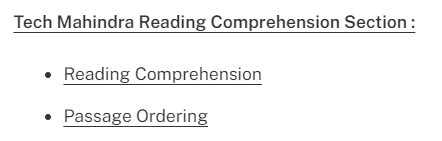 Tech Mahindra Reading Comprehension Section :
Reading Comprehension
Passage Ordering